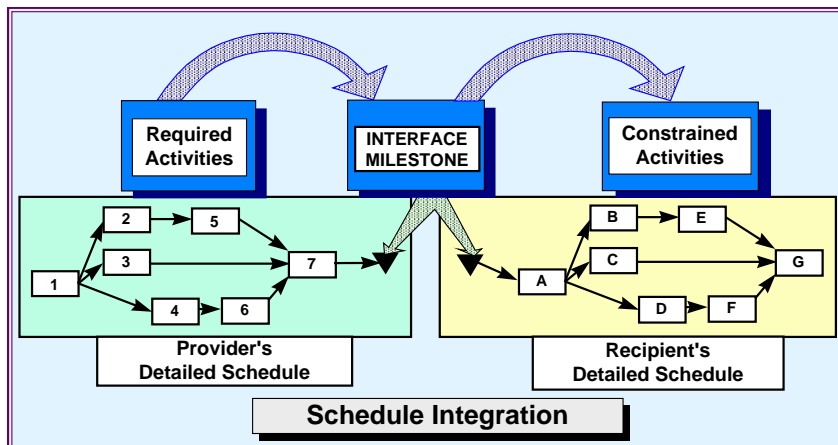 Required
Activities
INTERFACE
MILESTONE
Constrained
Activities
1
2
5
3
7
4
6
A
B
E
C
G
D
F
Provider's
Detailed Schedule
Recipient's
Detailed Schedule
Schedule Integration